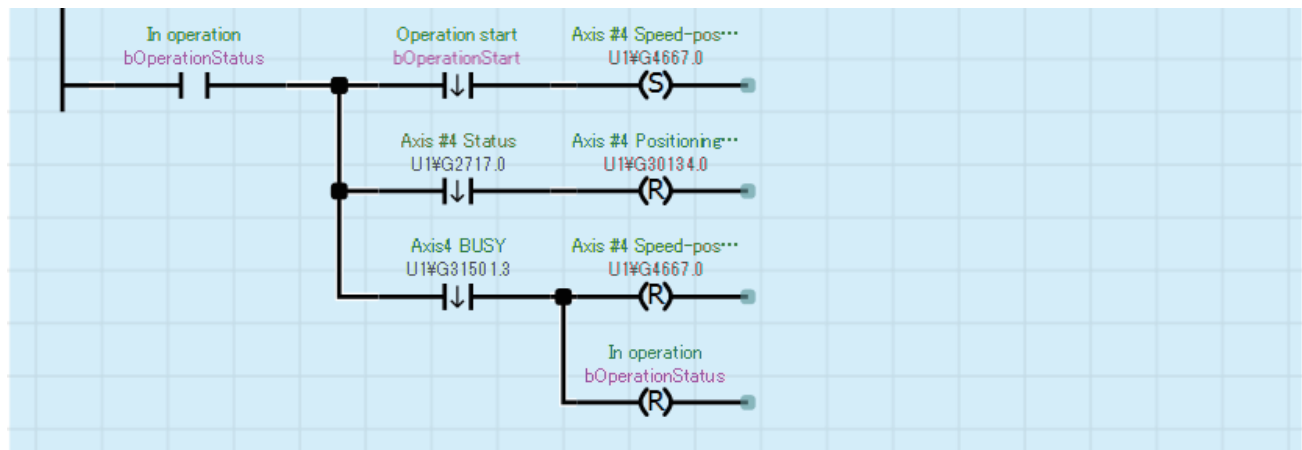 In operation
bOperationStatus
Operation start
bOperationStart
Axis #4 Speed-pos…
U1¥G4667.0
S
Axis #4 Status
U1¥G2717.0
Axis #4 Positioning…
U1¥G30134.0
R
Axis4 BUSY
U1¥G31501.3
Axis #4 Speed-pos…
U1¥G4667.0
R
In operation
bOperationStatus
R